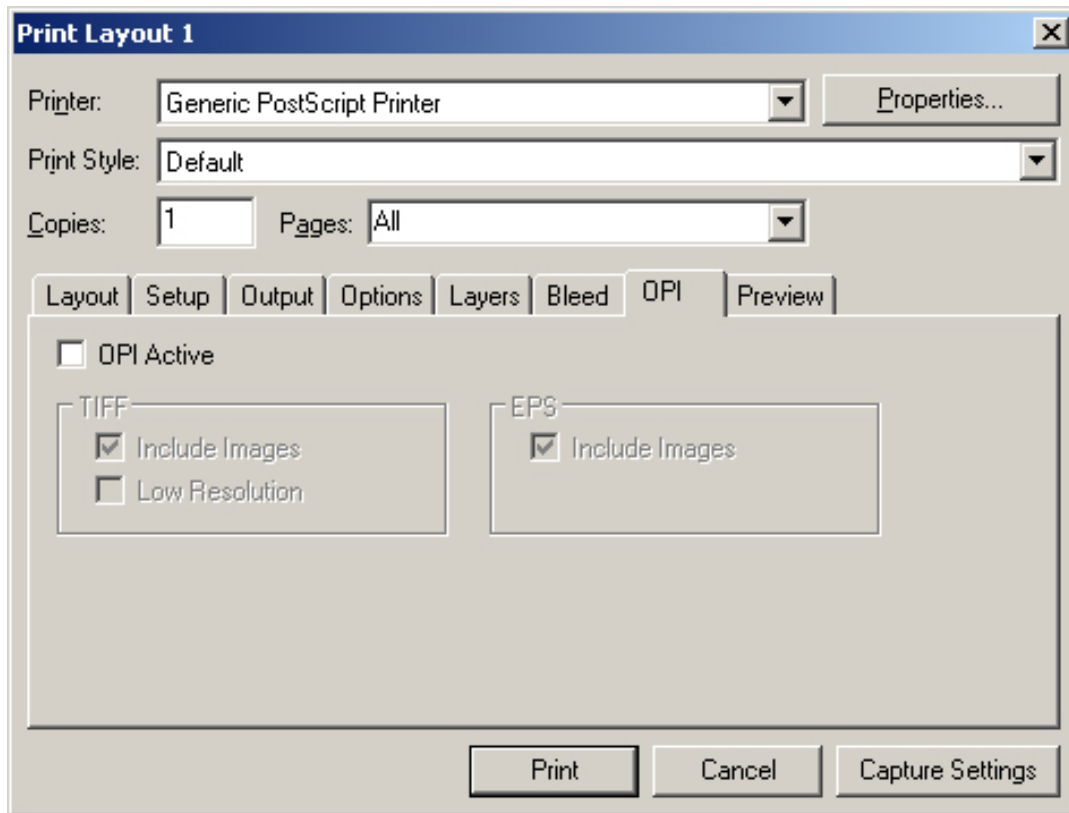 Print Layout 1
Printer: Generic PostScript Printer Properties...
Print Style: Default
Copies: 1 Pages: All
Layout Setup Output Options Layers Bleed OPI Preview
OPI Active
TIFF EPS
Include Images Include Images
Low Resolution
Print Cancel Capture Settings